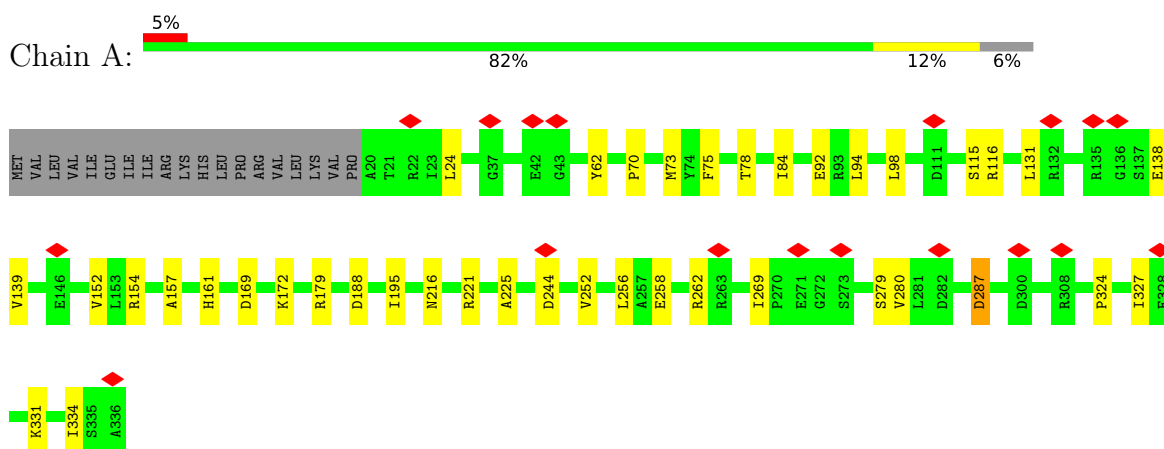 5%
Chain A:
82% 12% 6%
MET VAL LEU VAL ILE GLU ILE ILE ARG LYS HIS LEU PRO ARG VAL LEU LYS VAL PRO A20 T21 R22 I23 L24 G37 E42 G43 Y62 P70 M73 Y74 F75 T78 I84 E92 R93 L94 L98 D111 S115 R116 L131 R132 R135 G136 S137 E138
V139 E146 V152 L153 R154 A157 H161 D169 K172 R179 D188 I195 N216 R221 A225 D244 V252 L256 A257 E258 R262 R263 I269 P270 E271 G272 S273 S279 V280 L281 D282 D287 D300 R308 P324 I327 E328
K331 I334 S335 A336